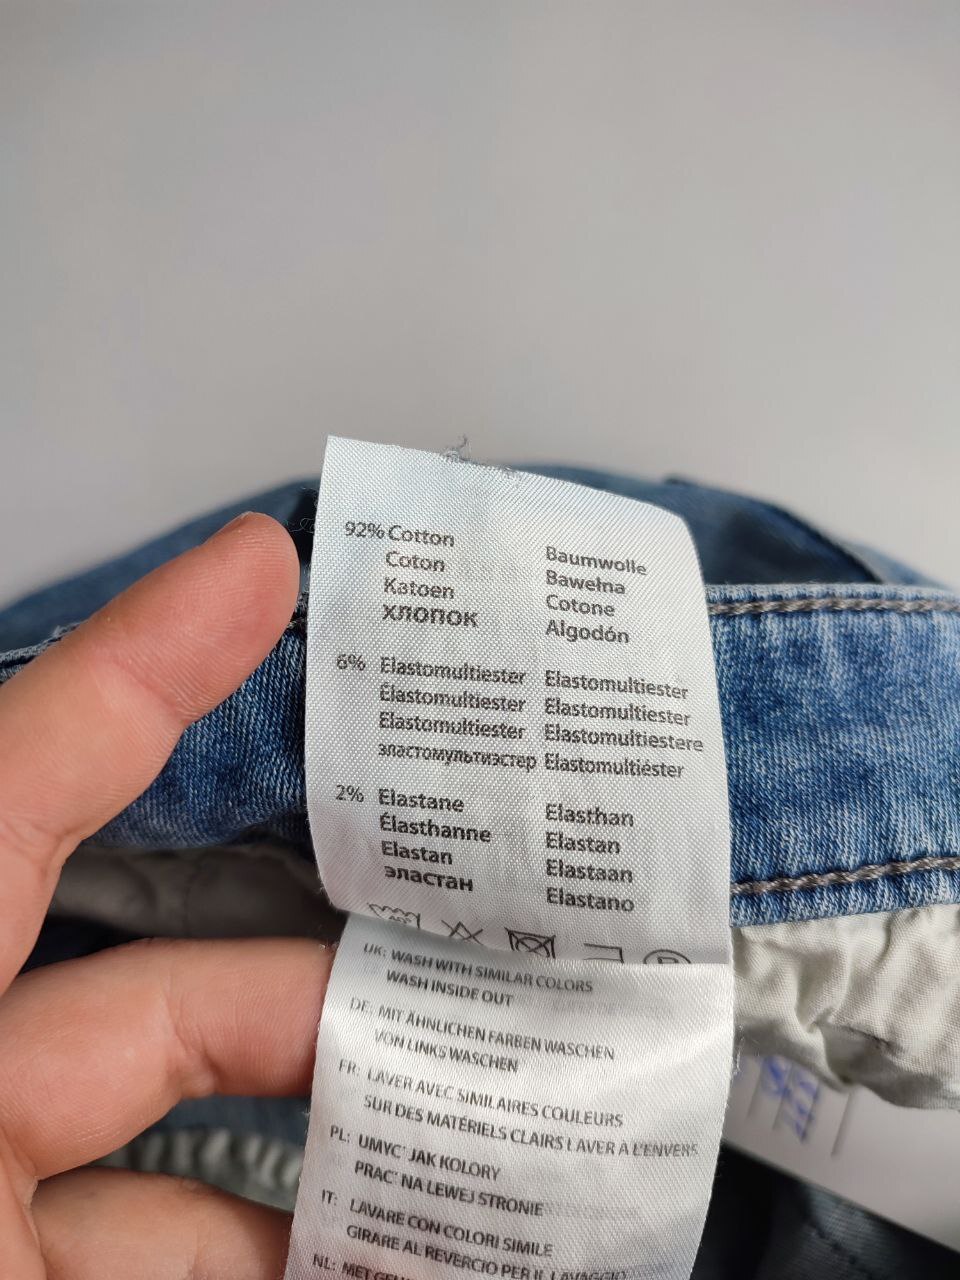 92% Cotton
Coton
Katoen
хлопок
Baumwolle
Bawełna
Cotone
Algodón
6% Elastomultiester
Élastomultiester
Elastomultiester
эластомультиэстер
Elastomultiester
Elastomultiester
Elastomultiestere
Elastomultiéster
2% Elastane
Élasthanne
Elastan
эластан
Elasthan
Elastan
Elastaan
Elastano
UK: WASH WITH SIMILAR COLORS
WASH INSIDE OUT
DE: MIT ÄHNLICHEN FARBEN WASCHEN
VON LINKS WASCHEN
FR: LAVER AVEC SIMILAIRES COULEURS
SUR DES MATÉRIELS CLAIRS LAVER A L'ENVERS
PL: UMYC' JAK KOLORY
PRAC' NA LEWEJ STRONIE
IT: LAVARE CON COLORI SIMILE
GIRARE AL REVERCIO PER IL LAVAGGIO
NL: MET